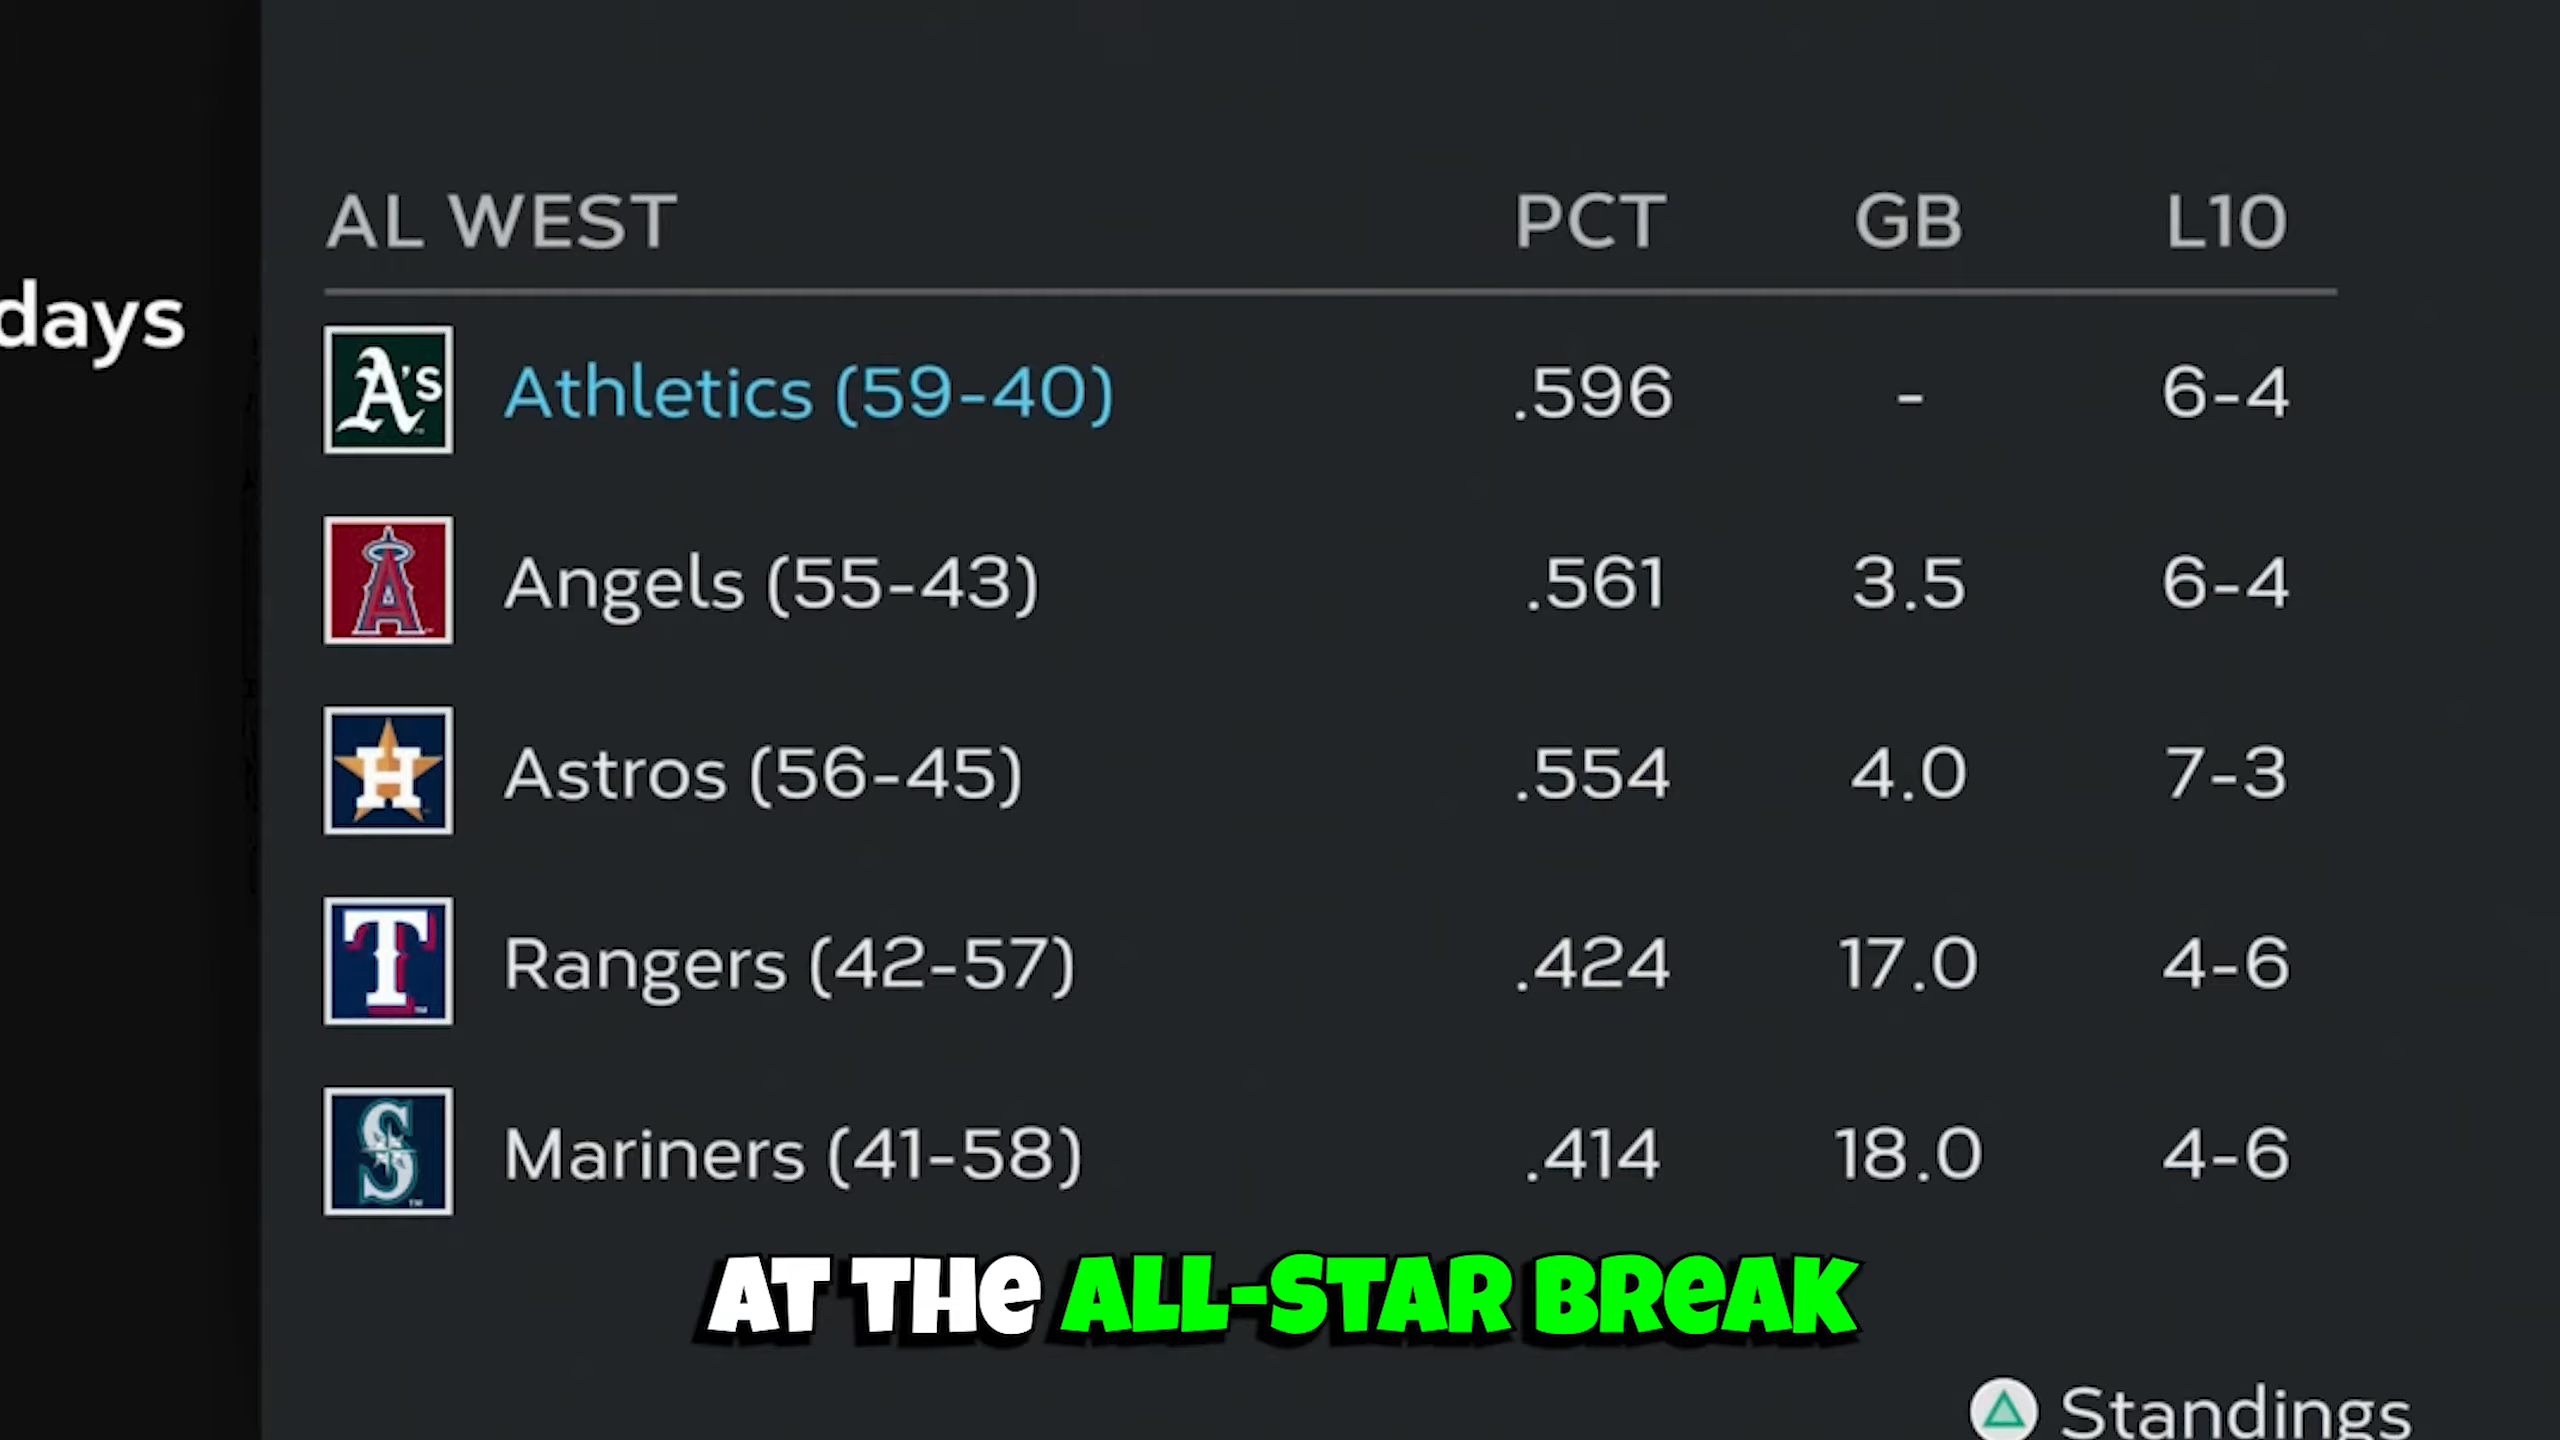 days
AL WEST PCT GB L10
A's Athletics (59-40) .596 - 6-4
A Angels (55-43) .561 3.5 6-4
H Astros (56-45) .554 4.0 7-3
T Rangers (42-57) .424 17.0 4-6
S Mariners (41-58) .414 18.0 4-6
AT THE ALL-STAR BREAK
Standings